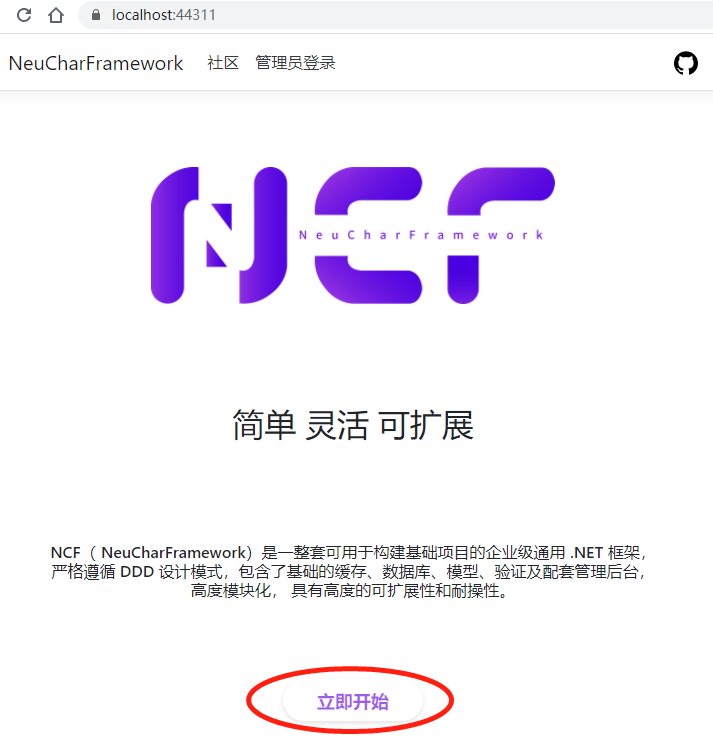 localhost:44311
NeuCharFramework 社区 管理员登录
NCF
NeuCharFramework
简单 灵活 可扩展
NCF（ NeuCharFramework）是一整套可用于构建基础项目的企业级通用 .NET 框架，
严格遵循 DDD 设计模式，包含了基础的缓存、数据库、模型、验证及配套管理后台，
高度模块化， 具有高度的可扩展性和耐操性。
立即开始